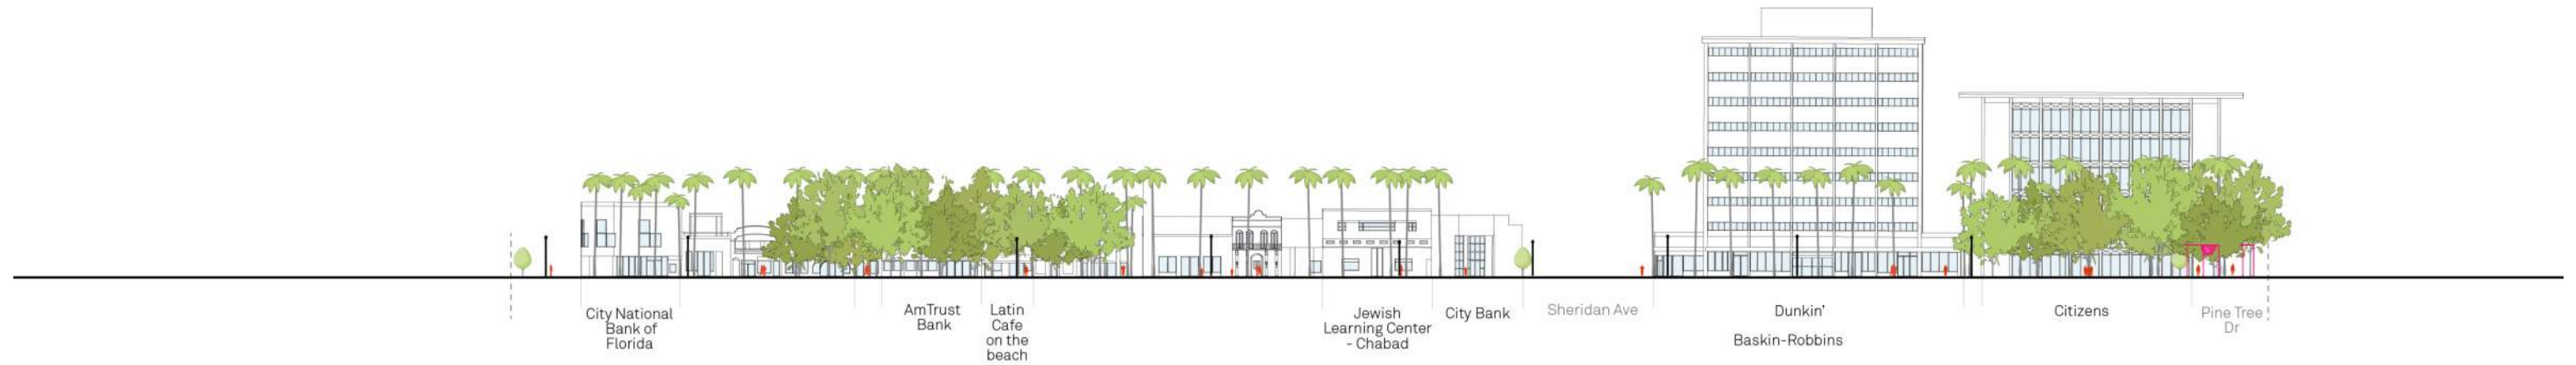 City National
Bank of
Florida
AmTrust
Bank
Latin
Cafe
on the
beach
Jewish
Learning Center
- Chabad
City Bank
Sheridan Ave
Dunkin'
Baskin-Robbins
Citizens
Pine Tree
Dr